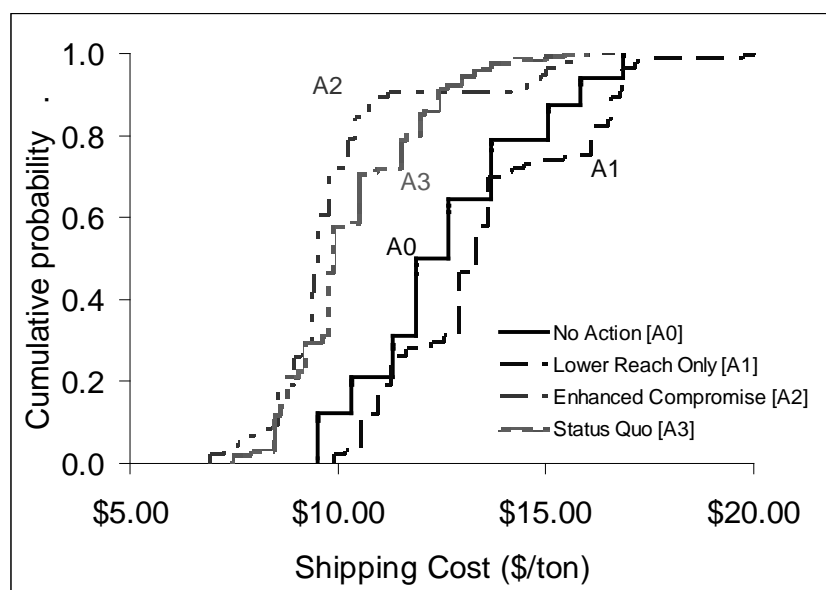 Cumulative probability .
1.0
0.8
0.6
0.4
0.2
0.0
A2
A3
A1
A0
No Action [A0]
Lower Reach Only [A1]
Enhanced Compromise [A2]
Status Quo [A3]
$5.00 $10.00 $15.00 $20.00
Shipping Cost ($/ton)